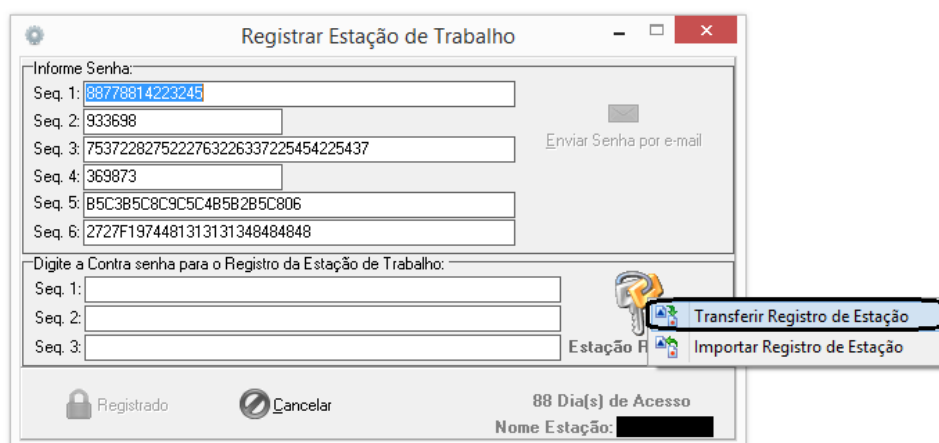 Registrar Estação de Trabalho
Informe Senha:
Seq. 1: 88778814223245
Seq. 2: 933698
Seq. 3: 75372282752227632263372254542254​37
Enviar Senha por e-mail
Seq. 4: 369873
Seq. 5: B5C3B5C8C9C5C4B5B2B5C806
Seq. 6: 2727F1974481313131348484848
Digite a Contra senha para o Registro da Estação de Trabalho:
Seq. 1:
Seq. 2:
Transferir Registro de Estação
Seq. 3:
Estação R
Importar Registro de Estação
Registrado
Cancelar
88 Dia(s) de Acesso
Nome Estação: